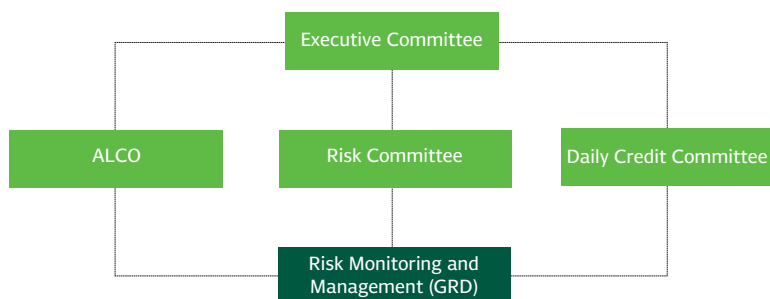 Executive Committee
ALCO
Risk Committee
Daily Credit Committee
Risk Monitoring and
Management (GRD)